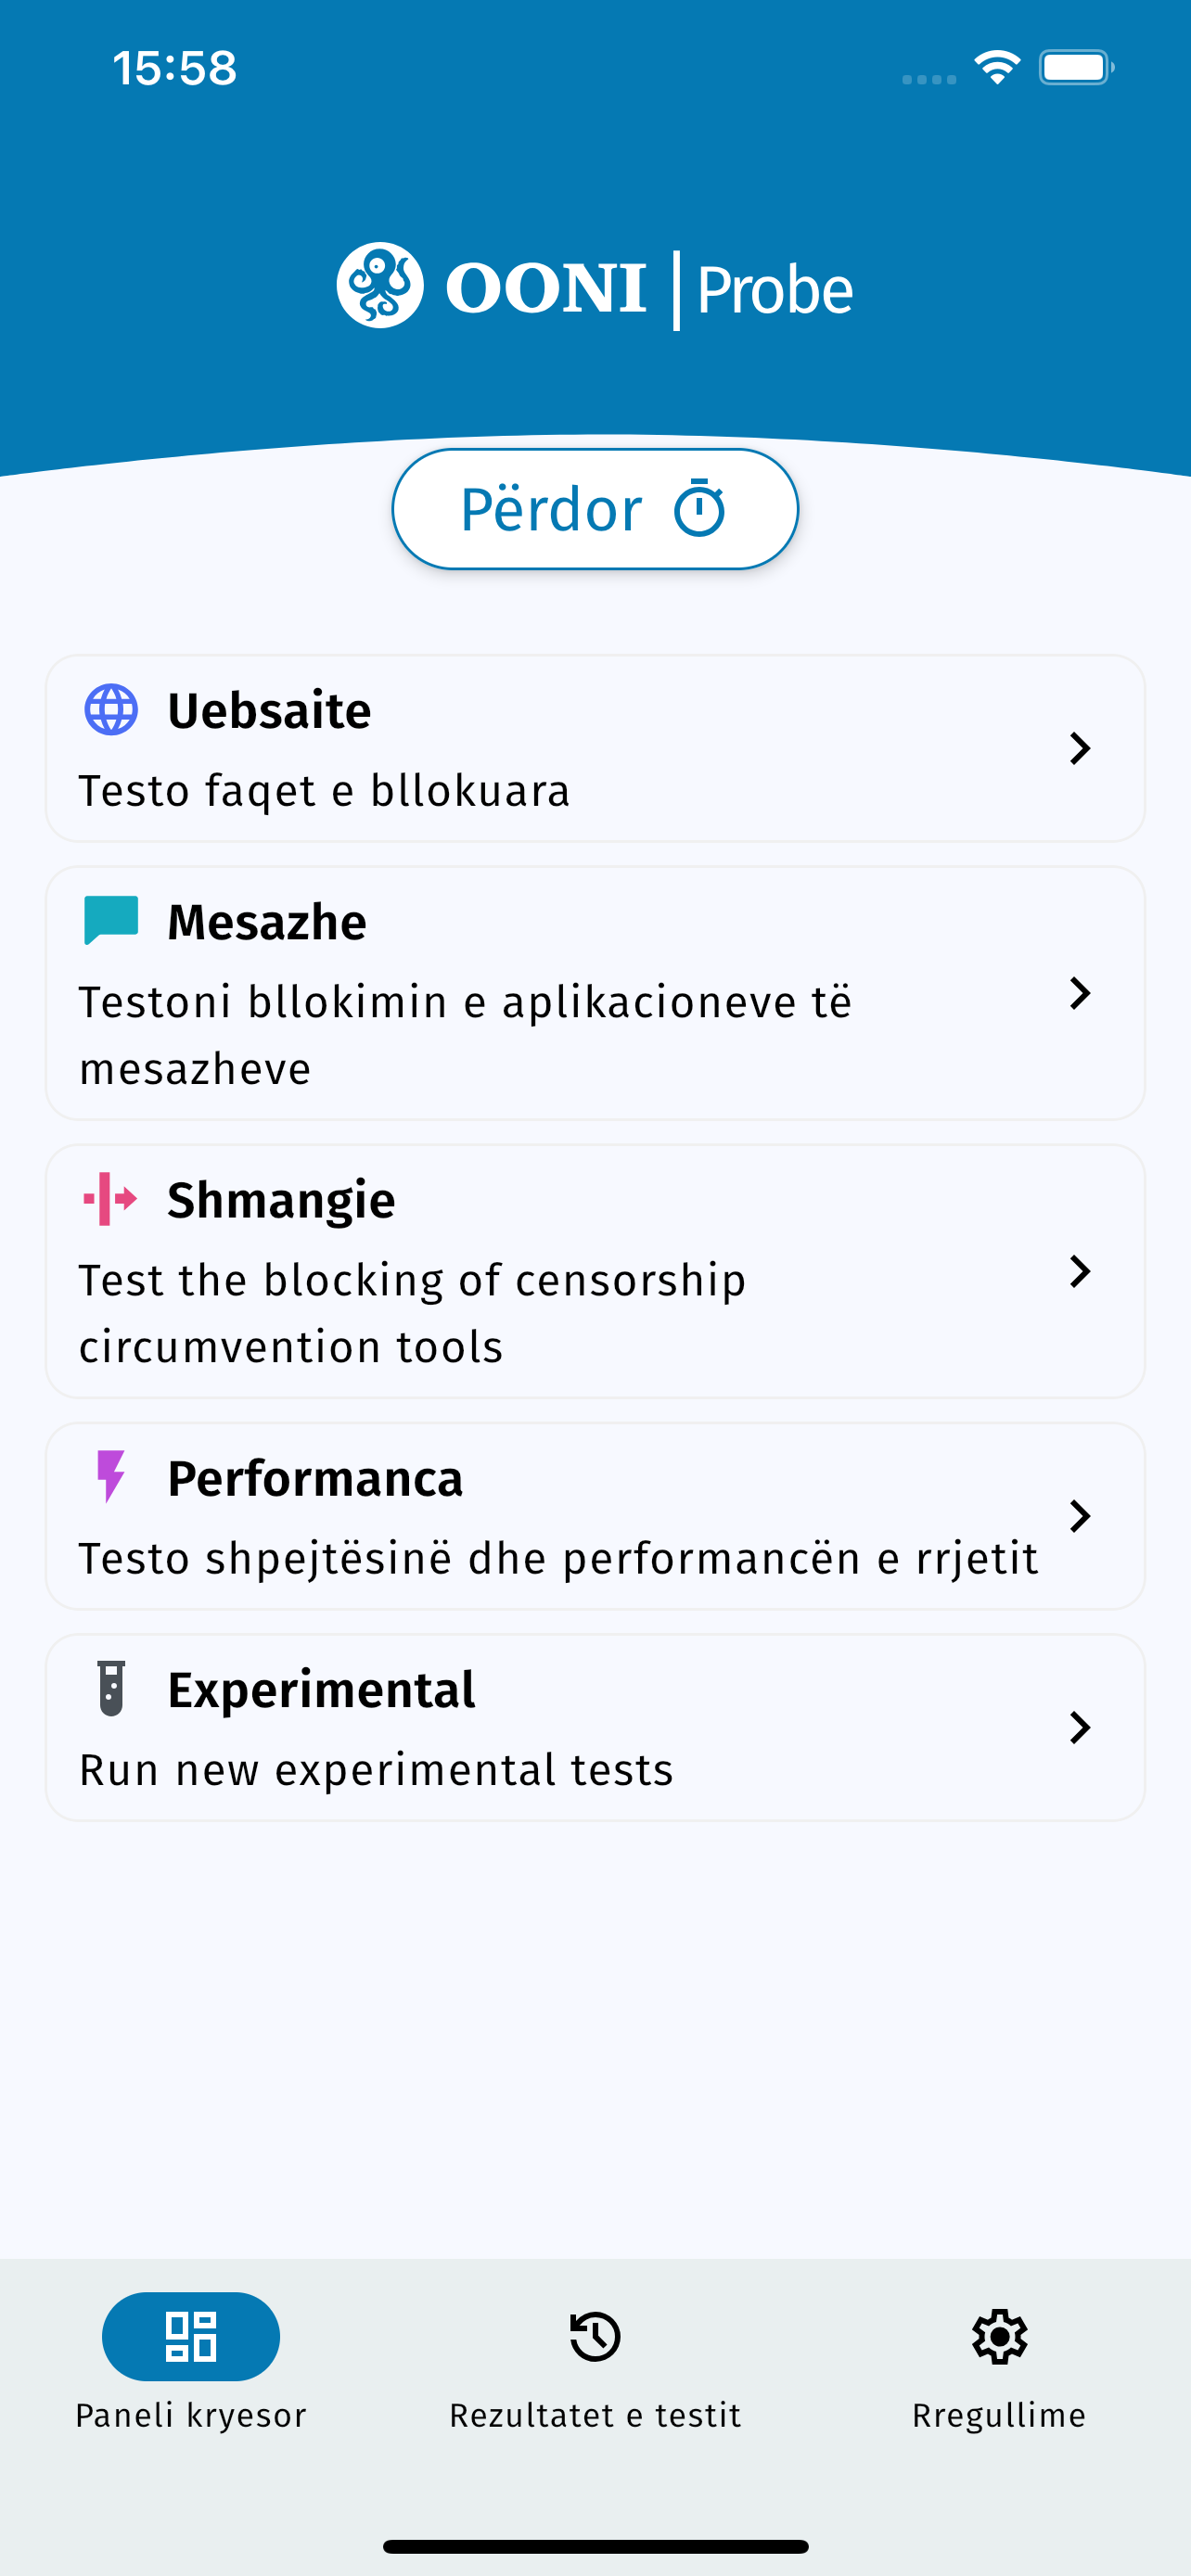 15:58
OONI | Probe
Përdor
Uebsaite
Testo faqet e bllokuara
Mesazhe
Testoni bllokimin e aplikacioneve të
mesazheve
Shmangie
Test the blocking of censorship
circumvention tools
Performanca
Testo shpejtësinë dhe performancën e rrjetit
Experimental
Run new experimental tests
Paneli kryesor
Rezultatet e testit
Rregullime